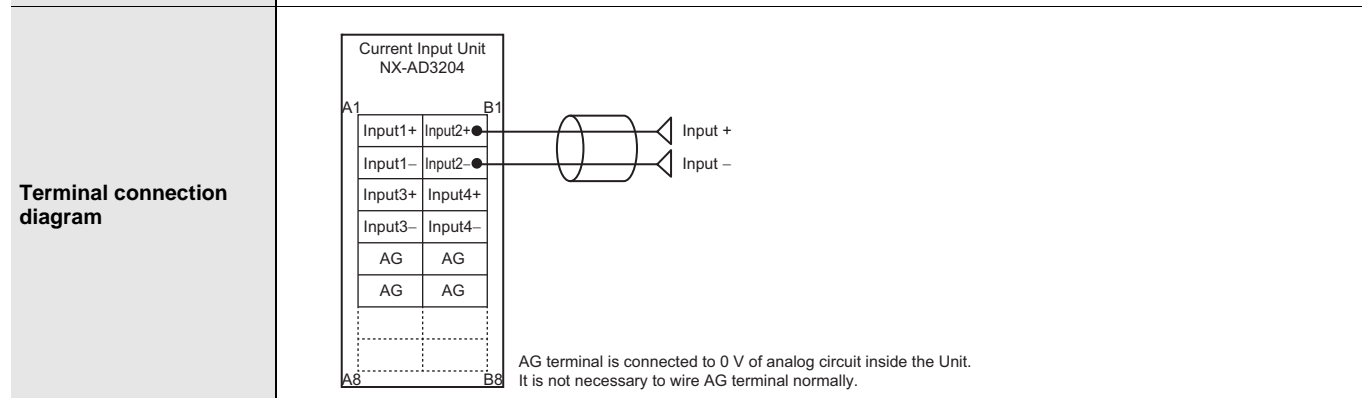 Terminal connection
diagram
Current Input Unit
NX-AD3204
A1 B1
Input1+ Input2+ Input +
Input1– Input2– Input –
Input3+ Input4+
Input3– Input4–
AG AG
AG AG
A8 B8
AG terminal is connected to 0 V of analog circuit inside the Unit.
It is not necessary to wire AG terminal normally.